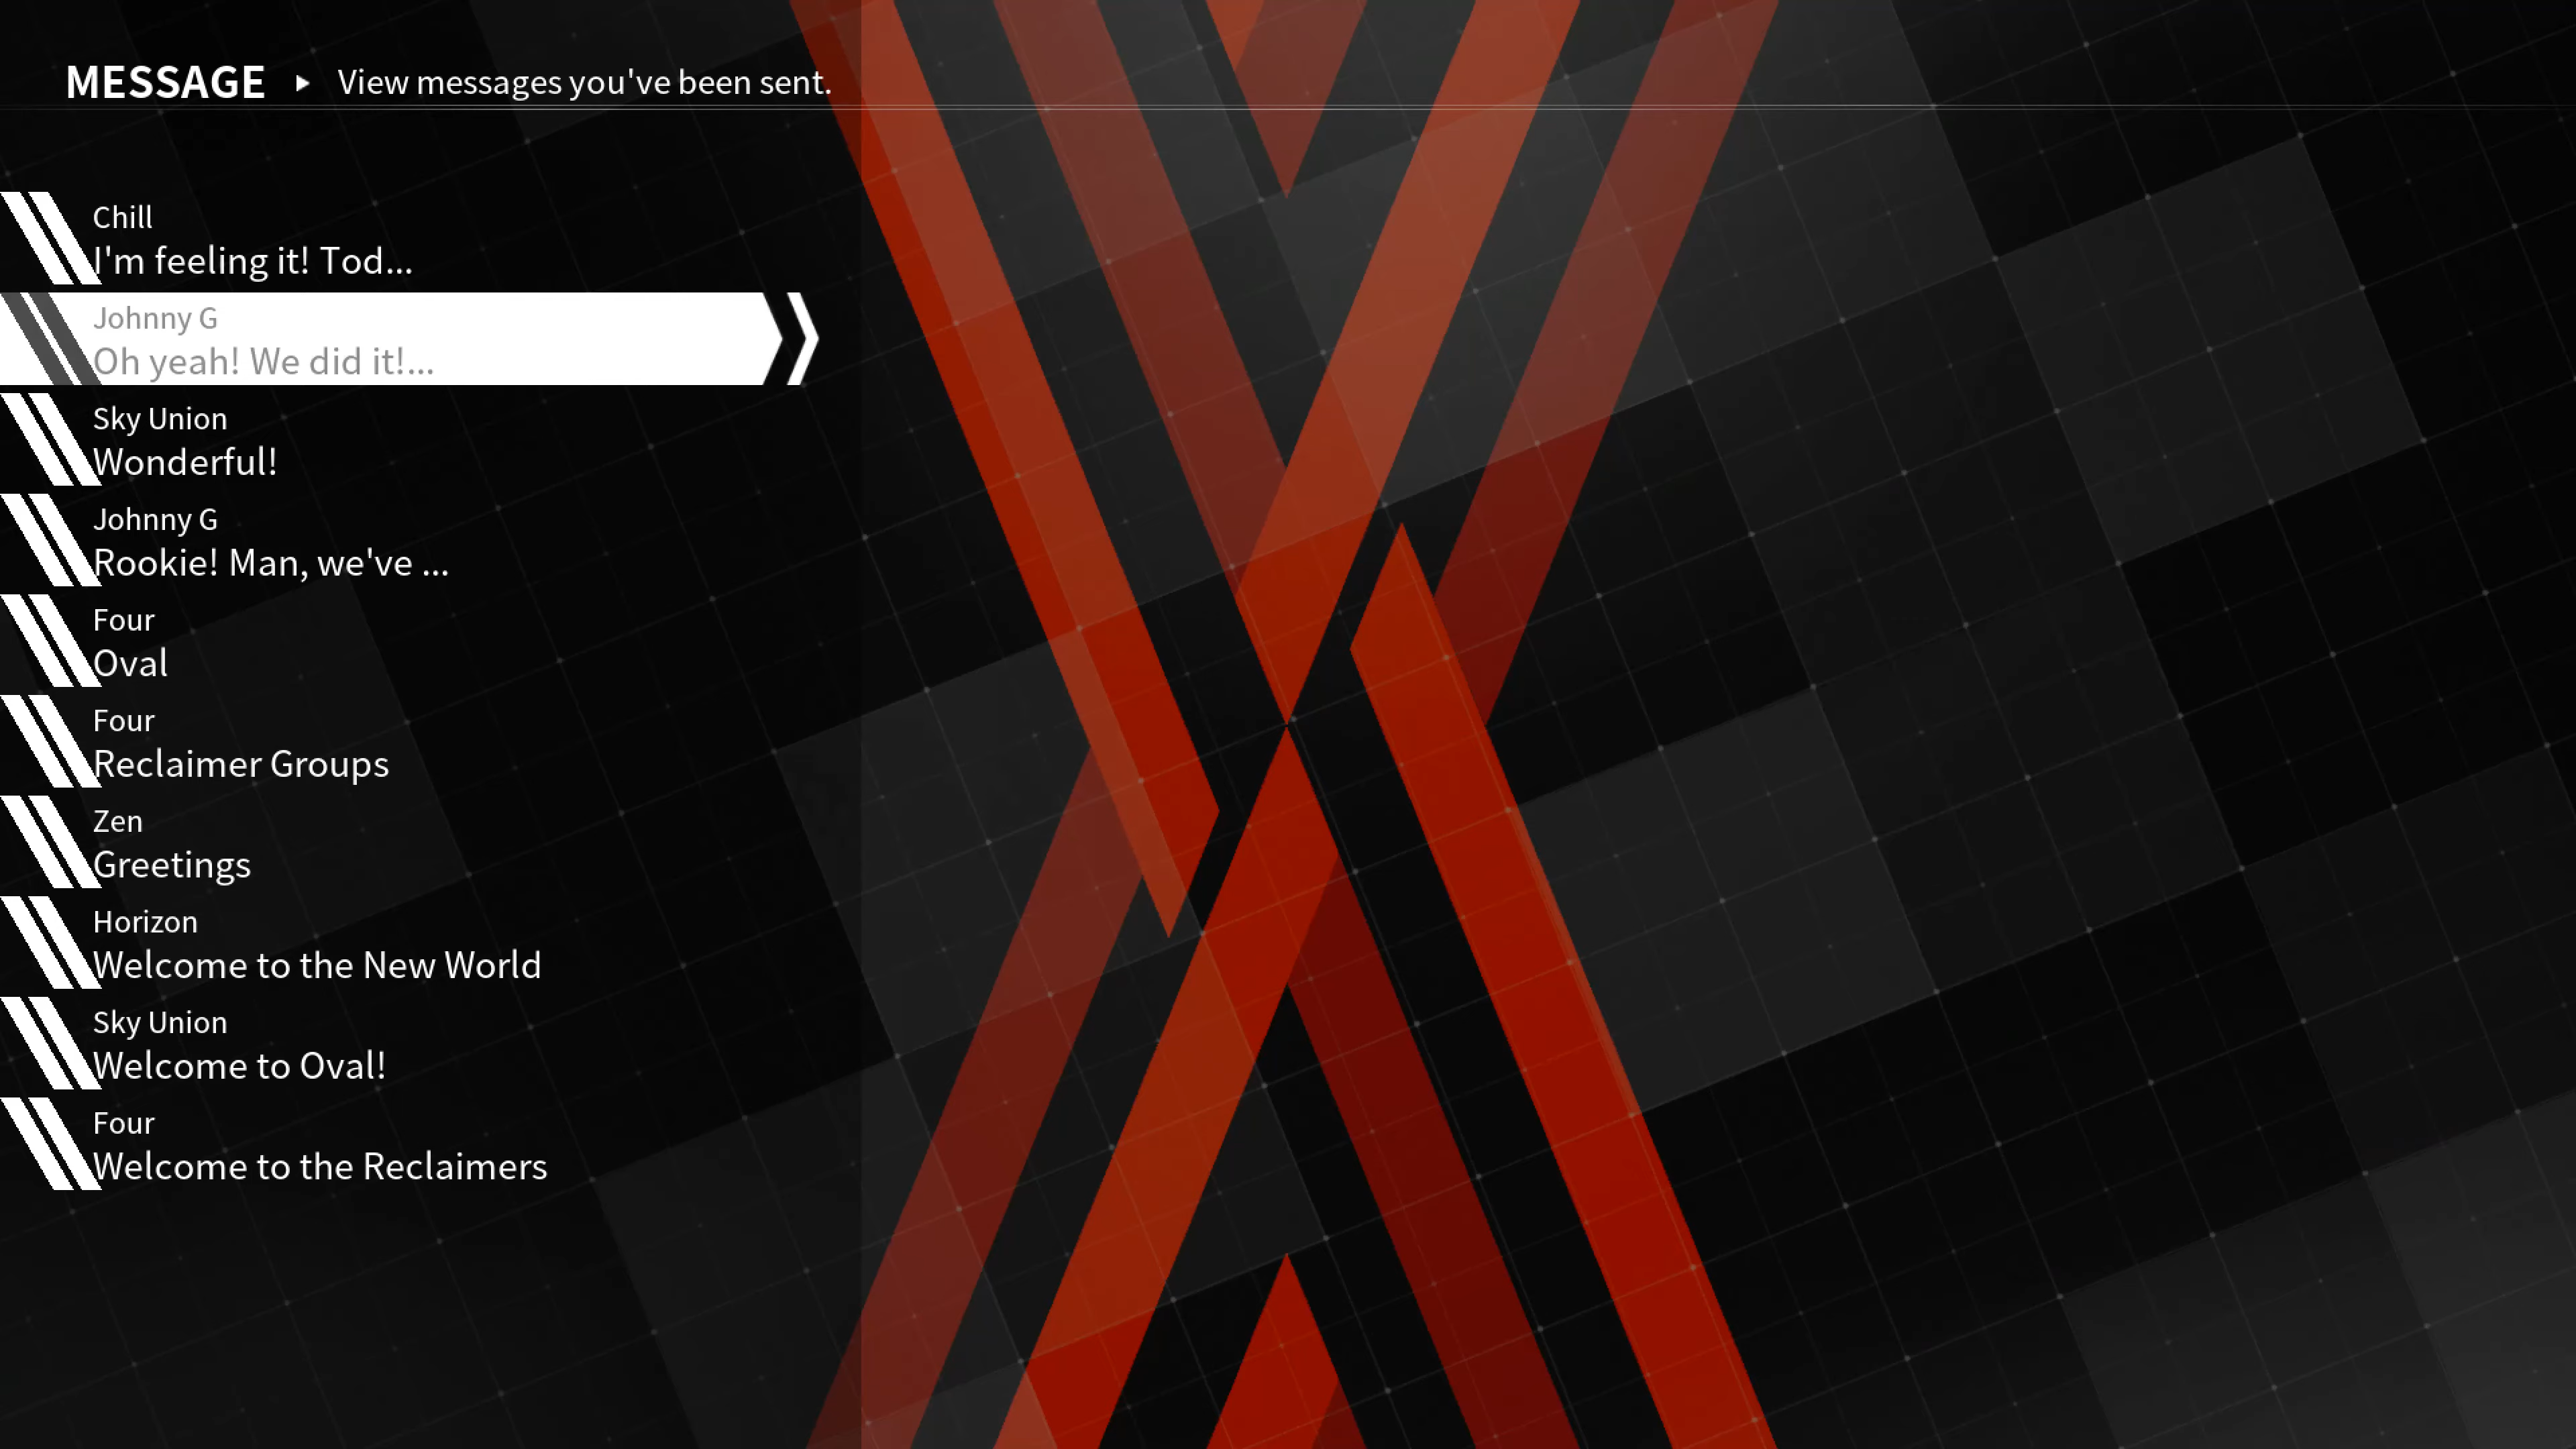 MESSAGE ▶ View messages you've been sent.
Chill
I'm feeling it! Tod...
Johnny G
Oh yeah! We did it!...
Sky Union
Wonderful!
Johnny G
Rookie! Man, we've ...
Four
Oval
Four
Reclaimer Groups
Zen
Greetings
Horizon
Welcome to the New World
Sky Union
Welcome to Oval!
Four
Welcome to the Reclaimers